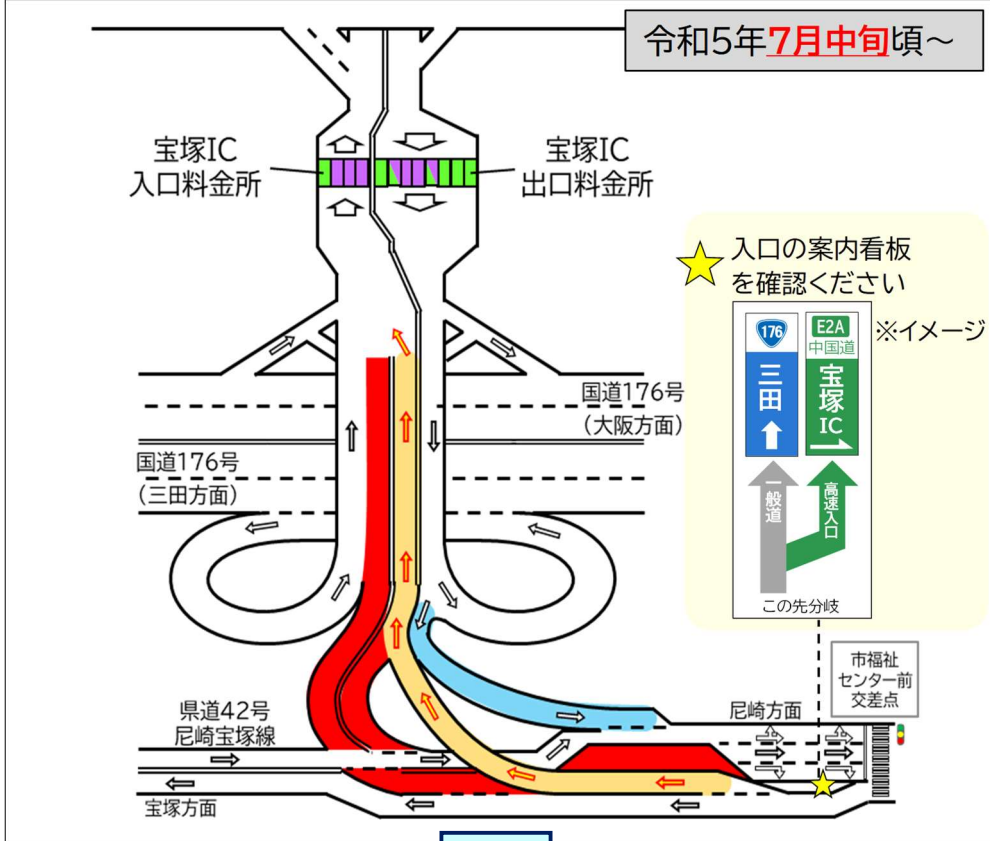 令和5年7月中旬頃～
宝塚IC
入口料金所
宝塚IC
出口料金所
入口の案内看板
を確認ください
※イメージ
176
三田
E2A
中国道
宝塚IC
一般道
高速入口
この先分岐
国道176号
（大阪方面）
国道176号
（三田方面）
市福祉
センター前
交差点
県道42号
尼崎宝塚線
尼崎方面
宝塚方面